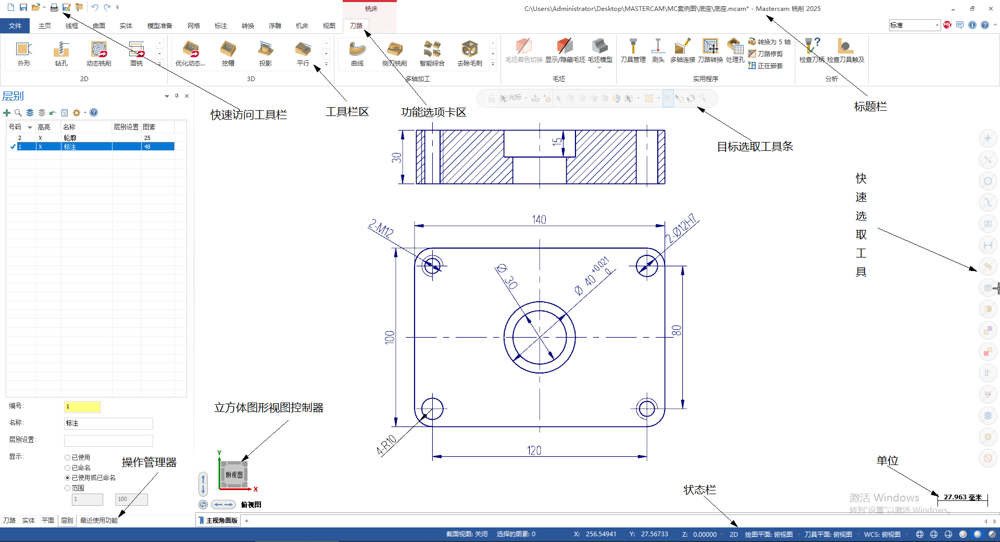 铣床
C:\Users\Administrator\Desktop\MASTERCAM\MC案例图\底座\底座.mcam* - Mastercam 铣削 2025
文件 主页 线框 曲面 实体 模型准备 网格 标注 转换 浮雕 机床 视图 刀路
标准
外形 钻孔 动态铣削 面铣
2D
优化动态... 挖槽 投影 平行
3D
曲线 侧刃铣削 智能综合 去除毛刺
多轴加工
毛坯着色切换 显示/隐藏毛坯 毛坯模型
毛坯
刀具管理 测头 多轴连接 刀路转换 处理孔
转换为 5 轴
刀路修剪
正在嵌套
实用程序
检查刀柄 检查刀具触及
分析
层别
光标
XYZ
快速访问工具栏
工具栏区
功能选项卡区
标题栏
目标选取工具条
快速选取工具
号码 高亮 名称 层别设置 图素
2 X 轮廓 25
1 X 标注 48
编号: 1
名称: 标注
层别设置:
显示:
已使用
已命名
已使用或已命名
范围
1 100
操作管理器
刀路 实体 平面 层别 最近使用功能
30
15
140
2-M12
2-Ø12H7
Ø 30
Ø 40 +0.021 0
100
80
120
4-R10
立方体图形视图控制器
Y
俯视图
X
俯视图
主视角面版 +
单位
状态栏
27.963 毫米
激活 Windows
转到"设置"以激活 Windows。
截面视图: 关闭 选择的图素: 0 X: 256.54941 Y: 27.56733 Z: 0.00000 2D 绘图平面: 俯视图 刀具平面: 俯视图 WCS: 俯视图